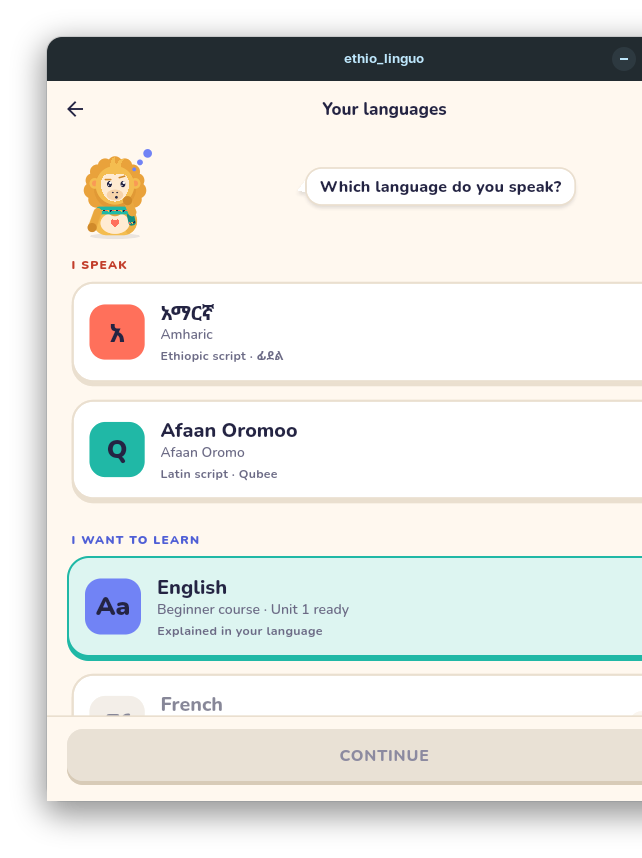 ethio_linguo
Your languages
Which language do you speak?
I SPEAK
አ
አማርኛ
Amharic
Ethiopic script · ፊደል
Q
Afaan Oromoo
Afaan Oromo
Latin script · Qubee
I WANT TO LEARN
Aa
English
Beginner course · Unit 1 ready
Explained in your language
French
CONTINUE